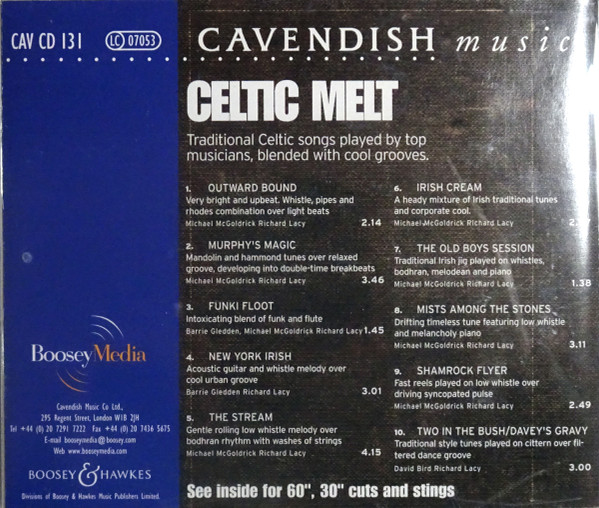 CAV CD 131
LC 07053
CAVENDISH music
CELTIC MELT
Traditional Celtic songs played by top
musicians, blended with cool grooves.
1. OUTWARD BOUND
Very bright and upbeat. Whistle, pipes and
rhodes combination over light beats
Michael McGoldrick Richard Lacy 2.14
2. MURPHY'S MAGIC
Mandolin and hammond tunes over relaxed
groove, developing into double-time breakbeats
Michael McGoldrick Richard Lacy 3.46
3. FUNKI FLOOT
Intoxicating blend of funk and flute
Barrie Gledden, Michael McGoldrick Richard Lacy 1.45
4. NEW YORK IRISH
Acoustic guitar and whistle melody over
cool urban groove
Barrie Gledden Richard Lacy 3.01
5. THE STREAM
Gentle rolling low whistle melody over
bodhran rhythm with washes of strings
Michael McGoldrick Richard Lacy 4.15
6. IRISH CREAM
A heady mixture of Irish traditional tunes
and corporate cool.
Michael McGoldrick Richard Lacy
7. THE OLD BOYS SESSION
Traditional Irish jig played on whistles,
bodhran, melodean and piano
Michael McGoldrick Richard Lacy 1.38
8. MISTS AMONG THE STONES
Drifting timeless tune featuring low whistle
and melancholy piano
Michael McGoldrick Richard Lacy 3.11
9. SHAMROCK FLYER
Fast reels played on low whistle over
driving syncopated pulse
Michael McGoldrick Richard Lacy 2.49
10. TWO IN THE BUSH/DAVEY'S GRAVY
Traditional style tunes played on cittern over fil-
tered dance groove
David Bird Richard Lacy 3.00
See inside for 60", 30" cuts and stings
BooseyMedia
Cavendish Music Co Ltd.,
295 Regent Street, London W1B 2JH
Tel +44 (0) 20 7291 7222 Fax +44 (0) 20 7436 5675
E-mail booseymedia@boosey.com
Web www.booseymedia.com
BOOSEY & HAWKES
Divisions of Boosey & Hawkes Music Publishers Limited.